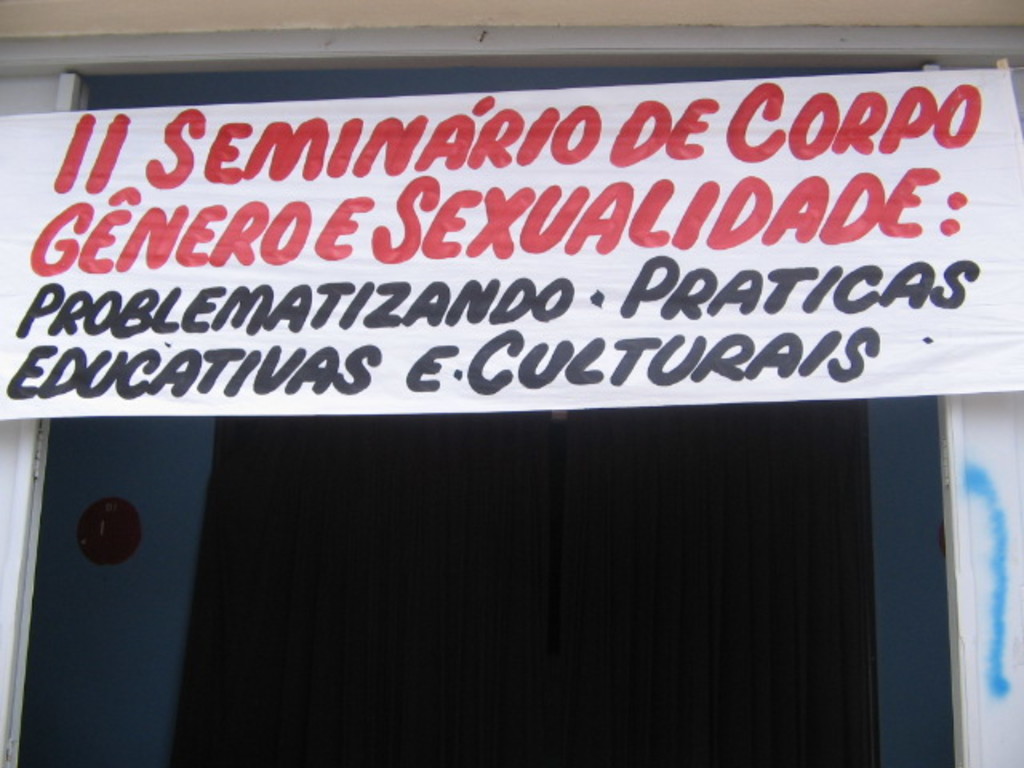 II SEMINÁRIO DE CORPO
GÊNERO E SEXUALIDADE:
PROBLEMATIZANDO PRATICAS
EDUCATIVAS E CULTURAIS